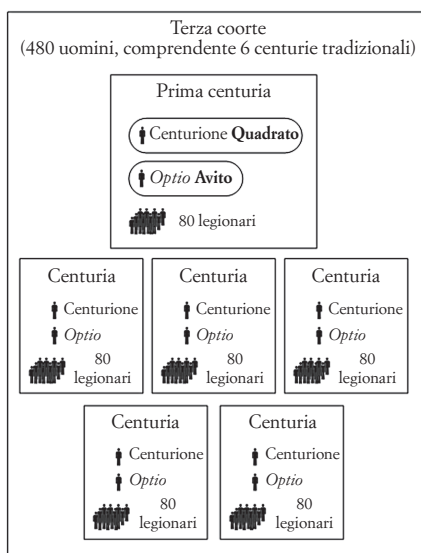 Terza coorte
(480 uomini, comprendente 6 centurie tradizionali)
Prima centuria
Centurione Quadrato
Optio Avito
80 legionari
Centuria
Centurione
Optio
80
legionari
Centuria
Centurione
Optio
80
legionari
Centuria
Centurione
Optio
80
legionari
Centuria
Centurione
Optio
80
legionari
Centuria
Centurione
Optio
80
legionari